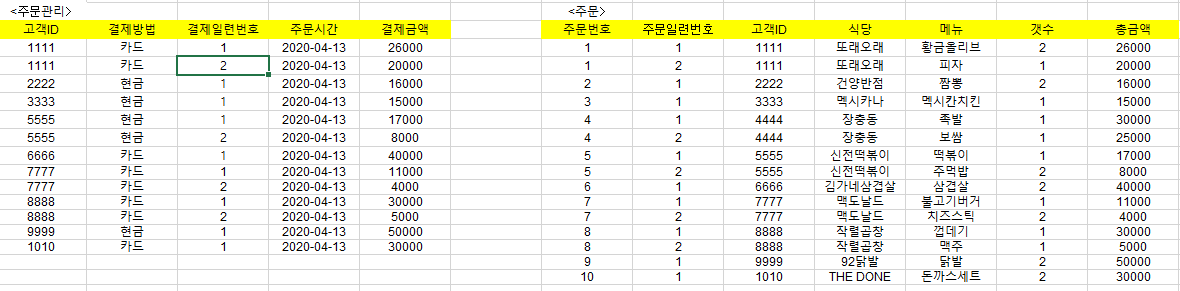 <주문관리> <주문>
고객ID 결제방법 결제일련번호 주문시간 결제금액 주문번호 주문일련번호 고객ID 식당 메뉴 갯수 총금액
1111 카드 1 2020-04-13 26000 1 1 1111 또래오래 황금올리브 2 26000
1111 카드 2 2020-04-13 20000 1 2 1111 또래오래 피자 1 20000
2222 현금 1 2020-04-13 16000 2 1 2222 건양반점 짬뽕 2 16000
3333 현금 1 2020-04-13 15000 3 1 3333 멕시카나 멕시칸치킨 1 15000
5555 현금 1 2020-04-13 17000 4 1 4444 장충동 족발 1 30000
5555 현금 2 2020-04-13 8000 4 2 4444 장충동 보쌈 1 25000
6666 카드 1 2020-04-13 40000 5 1 5555 신전떡볶이 떡볶이 1 17000
7777 카드 1 2020-04-13 11000 5 2 5555 신전떡볶이 주먹밥 2 8000
7777 카드 2 2020-04-13 4000 6 1 6666 김가네삼겹살 삼겹살 2 40000
8888 카드 1 2020-04-13 30000 7 1 7777 맥도날드 불고기버거 1 11000
8888 카드 2 2020-04-13 5000 7 2 7777 맥도날드 치즈스틱 2 4000
9999 현금 1 2020-04-13 50000 8 1 8888 작렬곱창 껍데기 1 30000
1010 카드 1 2020-04-13 30000 8 2 8888 작렬곱창 맥주 1 5000
9 1 9999 92닭발 닭발 2 50000
10 1 1010 THE DONE 돈까스세트 2 30000